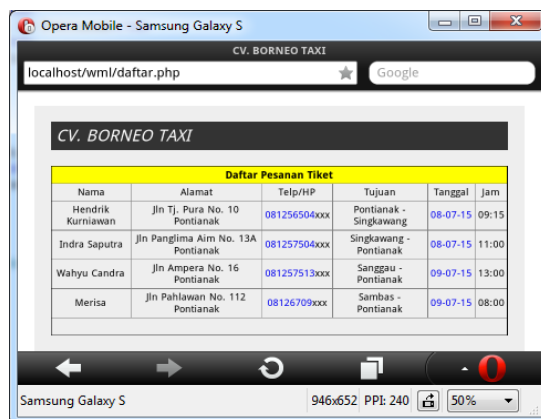 Opera Mobile - Samsung Galaxy S
CV. BORNEO TAXI
localhost/wml/daftar.php
Google
CV. BORNEO TAXI
Daftar Pesanan Tiket
Nama Alamat Telp/HP Tujuan Tanggal Jam
Hendrik Kurniawan Jln Tj. Pura No. 10 Pontianak 081256504xxx Pontianak - Singkawang 08-07-15 09:15
Indra Saputra Jln Panglima Aim No. 13A Pontianak 081257504xxx Singkawang - Pontianak 08-07-15 11:00
Wahyu Candra Jln Ampera No. 16 Pontianak 081257513xxx Sanggau - Pontianak 09-07-15 13:00
Merisa Jln Pahlawan No. 112 Pontianak 08126709xxx Sambas - Pontianak 09-07-15 08:00
Samsung Galaxy S 946x652 PPI: 240 50%